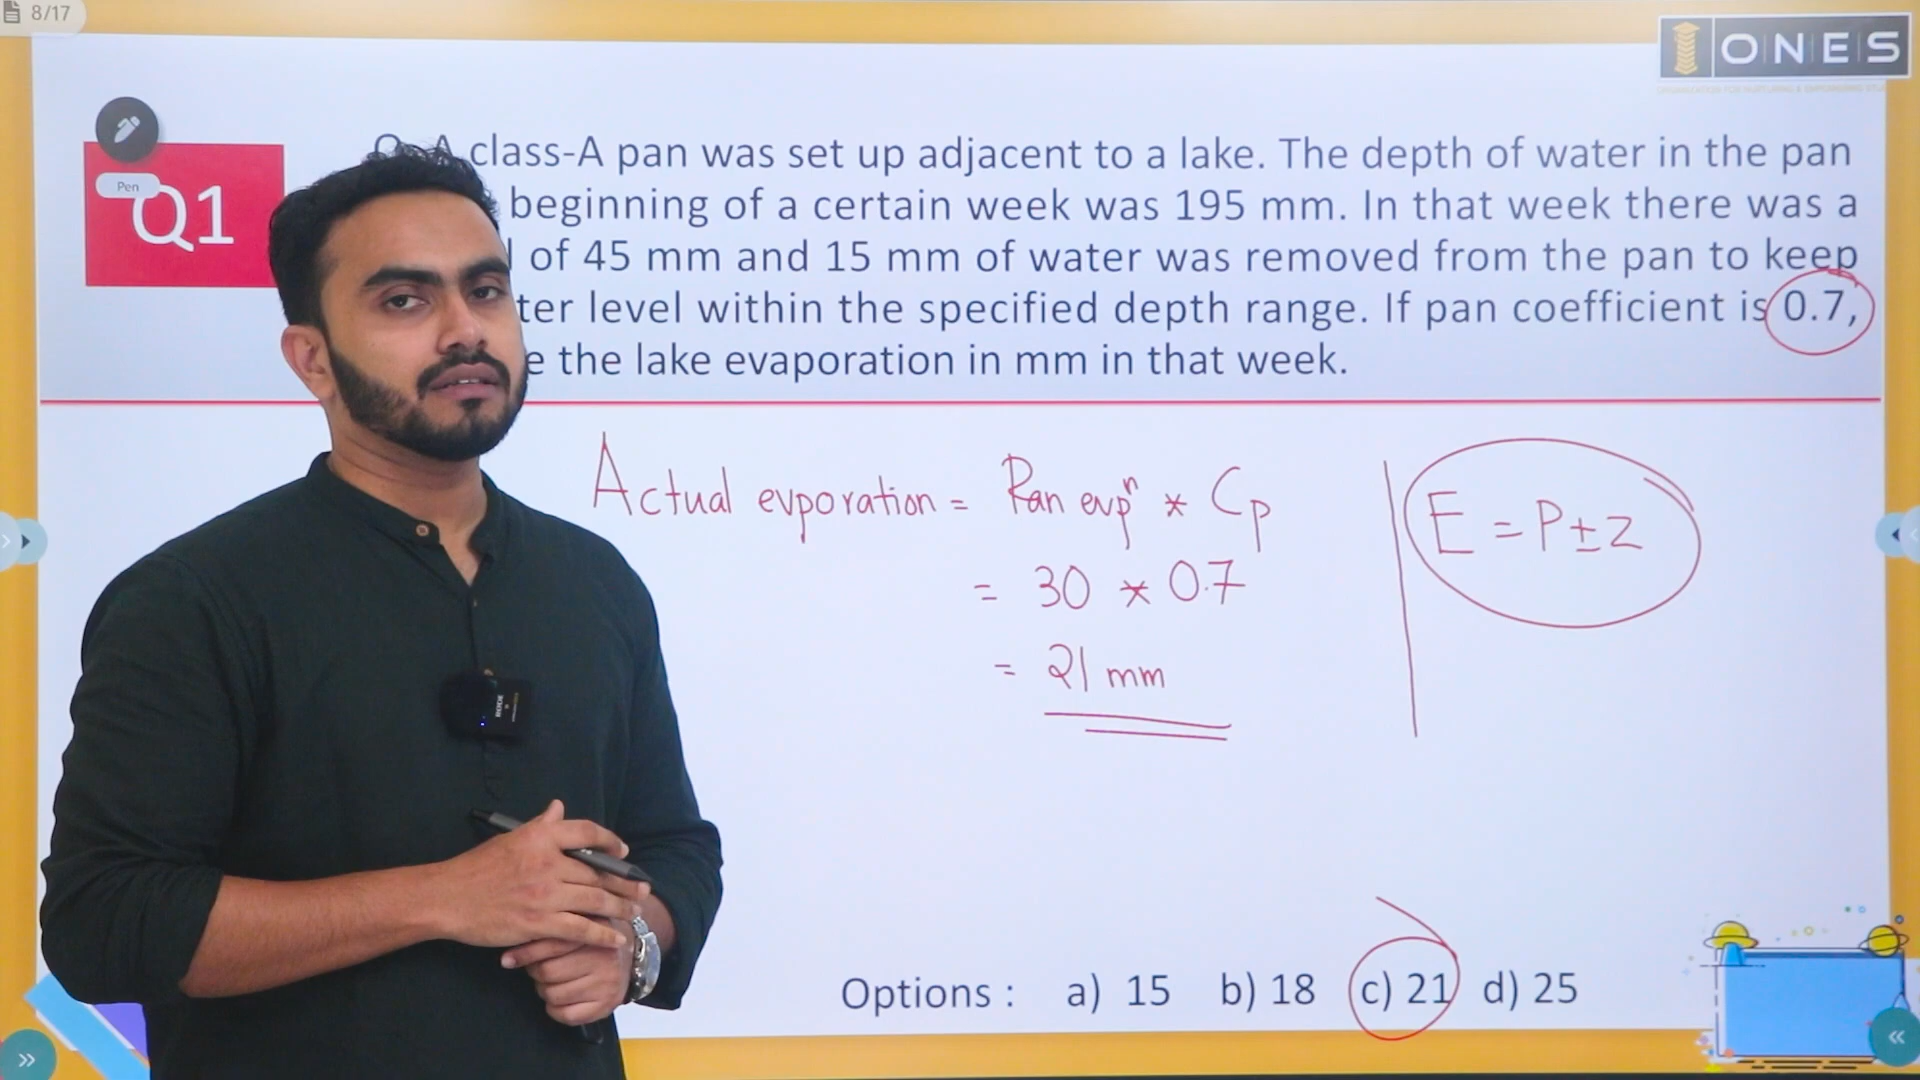 8/17
ONES
Pen
Q1
class-A pan was set up adjacent to a lake. The depth of water in the pan
beginning of a certain week was 195 mm. In that week there was a
of 45 mm and 15 mm of water was removed from the pan to keep
ter level within the specified depth range. If pan coefficient is 0.7,
e the lake evaporation in mm in that week.
Actual evporation = Pan evpⁿ * Cp
= 30 * 0.7
= 21 mm
E = P ± 2
RODE
Options : a) 15 b) 18 c) 21 d) 25